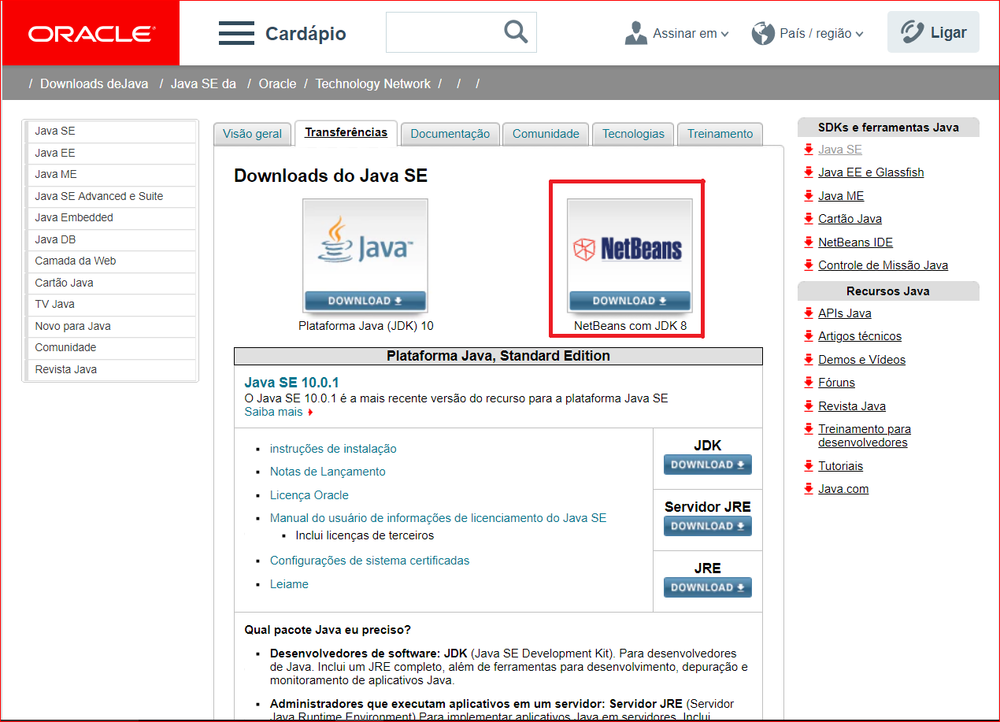 ORACLE
Cardápio
Assinar em
País / região
Ligar
/ Downloads deJava / Java SE da / Oracle / Technology Network / / /
Java SE
Java EE
Java ME
Java SE Advanced e Suite
Java Embedded
Java DB
Camada da Web
Cartão Java
TV Java
Novo para Java
Comunidade
Revista Java
Visão geral
Transferências
Documentação
Comunidade
Tecnologias
Treinamento
Downloads do Java SE
Java™
DOWNLOAD
Plataforma Java (JDK) 10
NetBeans
DOWNLOAD
NetBeans com JDK 8
Plataforma Java, Standard Edition
Java SE 10.0.1
O Java SE 10.0.1 é a mais recente versão do recurso para a plataforma Java SE
Saiba mais
instruções de instalação
Notas de Lançamento
Licença Oracle
Manual do usuário de informações de licenciamento do Java SE
Inclui licenças de terceiros
Configurações de sistema certificadas
Leiame
JDK
DOWNLOAD
Servidor JRE
DOWNLOAD
JRE
DOWNLOAD
Qual pacote Java eu preciso?
Desenvolvedores de software: JDK (Java SE Development Kit). Para desenvolvedores
de Java. Inclui um JRE completo, além de ferramentas para desenvolvimento, depuração e
monitoramento de aplicativos Java.
Administradores que executam aplicativos em um servidor: Servidor JRE (Servidor
Java Runtime Environment) Para implementar aplicativos Java em servidores. Inclui
SDKs e ferramentas Java
Java SE
Java EE e Glassfish
Java ME
Cartão Java
NetBeans IDE
Controle de Missão Java
Recursos Java
APIs Java
Artigos técnicos
Demos e Vídeos
Fóruns
Revista Java
Treinamento para
desenvolvedores
Tutoriais
Java.com